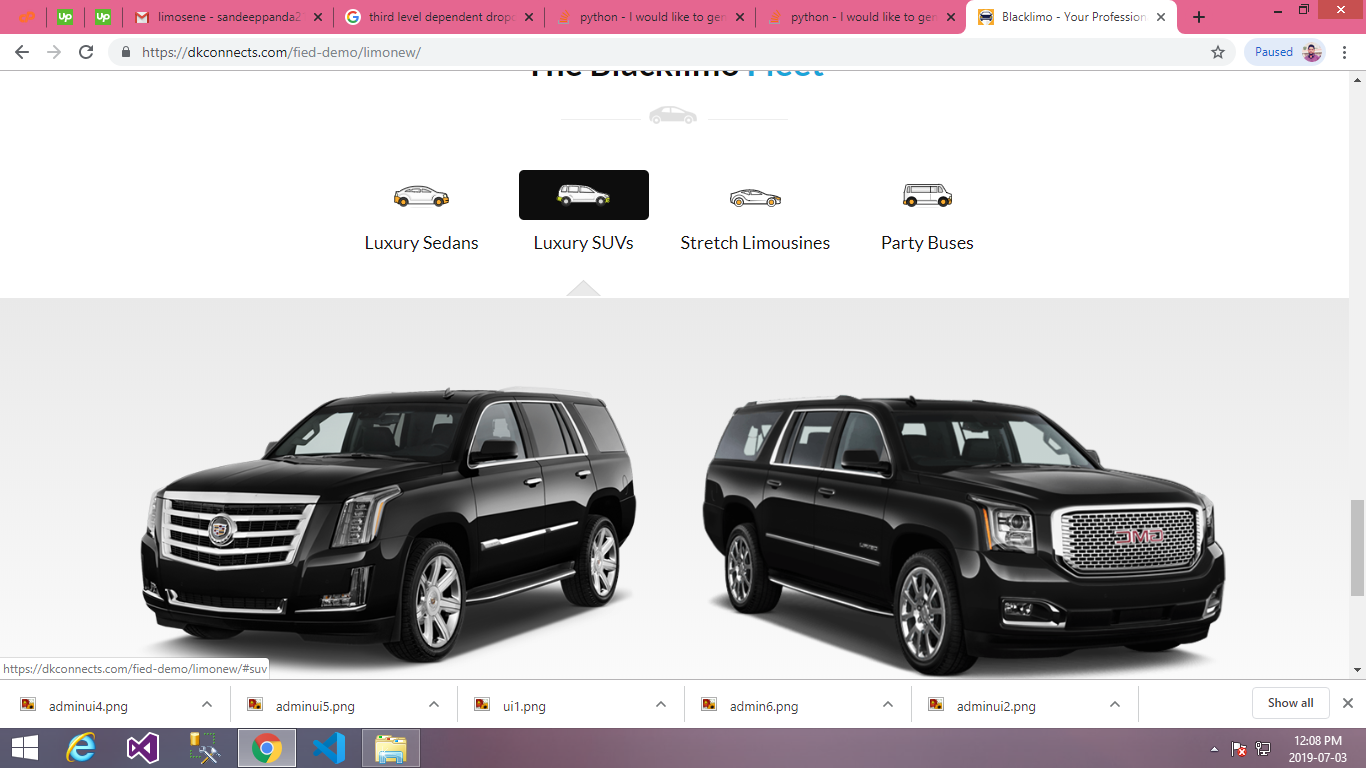 limosene - sandeeppanda2
third level dependent dropd
python - I would like to gen
python - I would like to gen
Blacklimo - Your Profession
https://dkconnects.com/fied-demo/limonew/
Paused
The Blacklimo Fleet
Luxury Sedans
Luxury SUVs
Stretch Limousines
Party Buses
GMC
https://dkconnects.com/fied-demo/limonew/#suv
adminui4.png
adminui5.png
ui1.png
admin6.png
adminui2.png
Show all
12:08 PM
2019-07-03